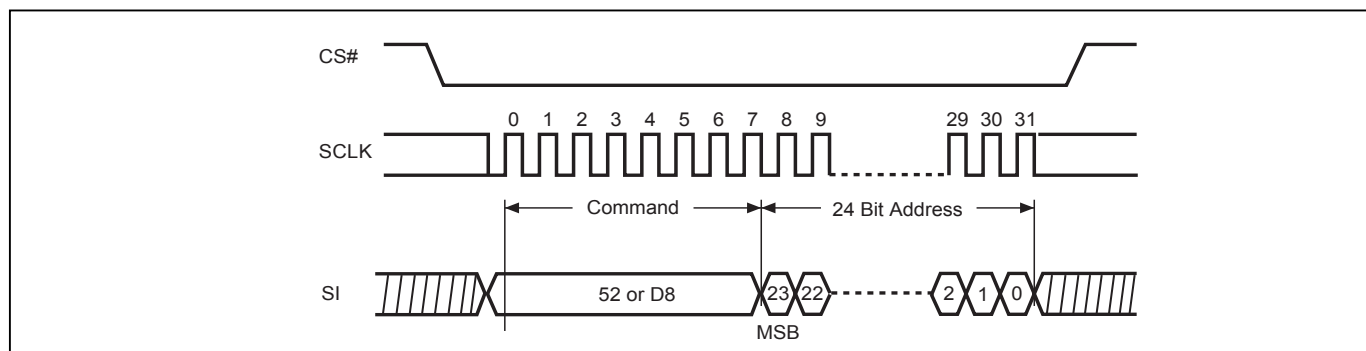 CS#
0 1 2 3 4 5 6 7 8 9 29 30 31
SCLK
Command 24 Bit Address
SI 52 or D8 23 22 2 1 0
MSB